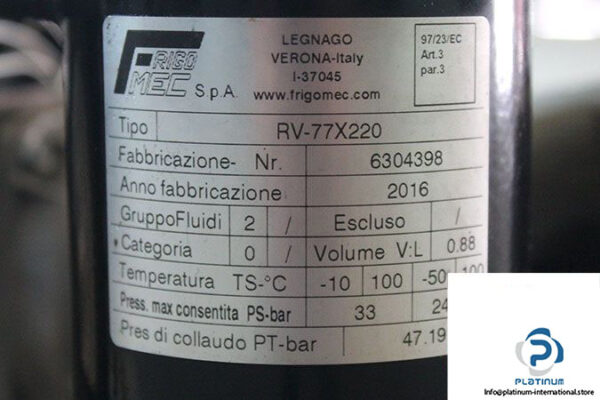 FRIGO
MEC S.p.A.
LEGNAGO
VERONA-Italy
I-37045
www.frigomec.com
97/23/EC
Art.3
par.3
Tipo RV-77X220
Fabbricazione- Nr. 6304398
Anno fabbricazione 2016
GruppoFluidi 2 / Escluso /
Categoria 0 / Volume V:L 0.88
Temperatura TS-°C -10 100 -50 100
Press. max consentita PS-bar 33 24
Pres di collaudo PT-bar 47.19
PLATINUM
Info@platinum-international.store